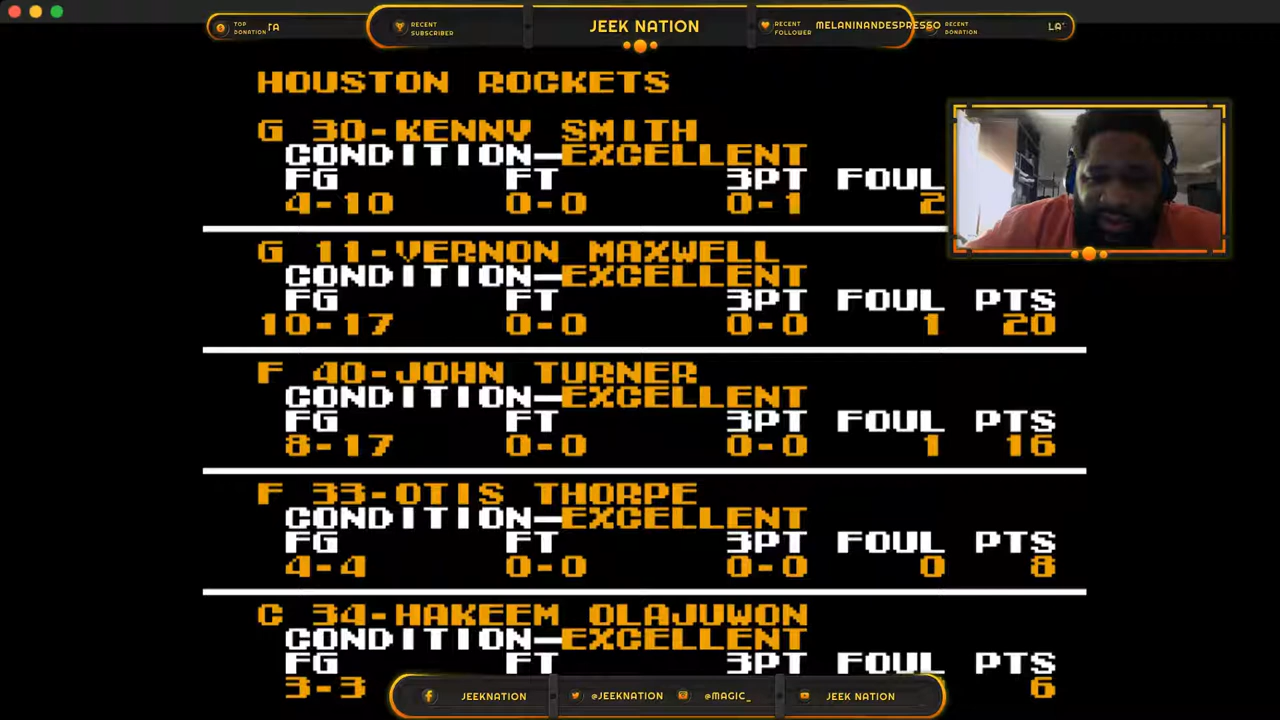 TOP DONATION TA
RECENT SUBSCRIBER
JEEK NATION
RECENT FOLLOWER MELANINANDESPRESSO
RECENT DONATION LA
HOUSTON ROCKETS
G 30-KENNY SMITH
CONDITION—EXCELLENT
FG FT 3PT FOUL
4-10 0-0 0-1 2
G 11-VERNON MAXWELL
CONDITION—EXCELLENT
FG FT 3PT FOUL PTS
10-17 0-0 0-0 1 20
F 40-JOHN TURNER
CONDITION—EXCELLENT
FG FT 3PT FOUL PTS
8-17 0-0 0-0 1 16
F 33-OTIS THORPE
CONDITION—EXCELLENT
FG FT 3PT FOUL PTS
4-4 0-0 0-0 0 8
C 34-HAKEEM OLAJUWON
CONDITION—EXCELLENT
FG FT 3PT FOUL PTS
3-3 6
JEEKNATION @JEEKNATION @MAGIC_ JEEK NATION